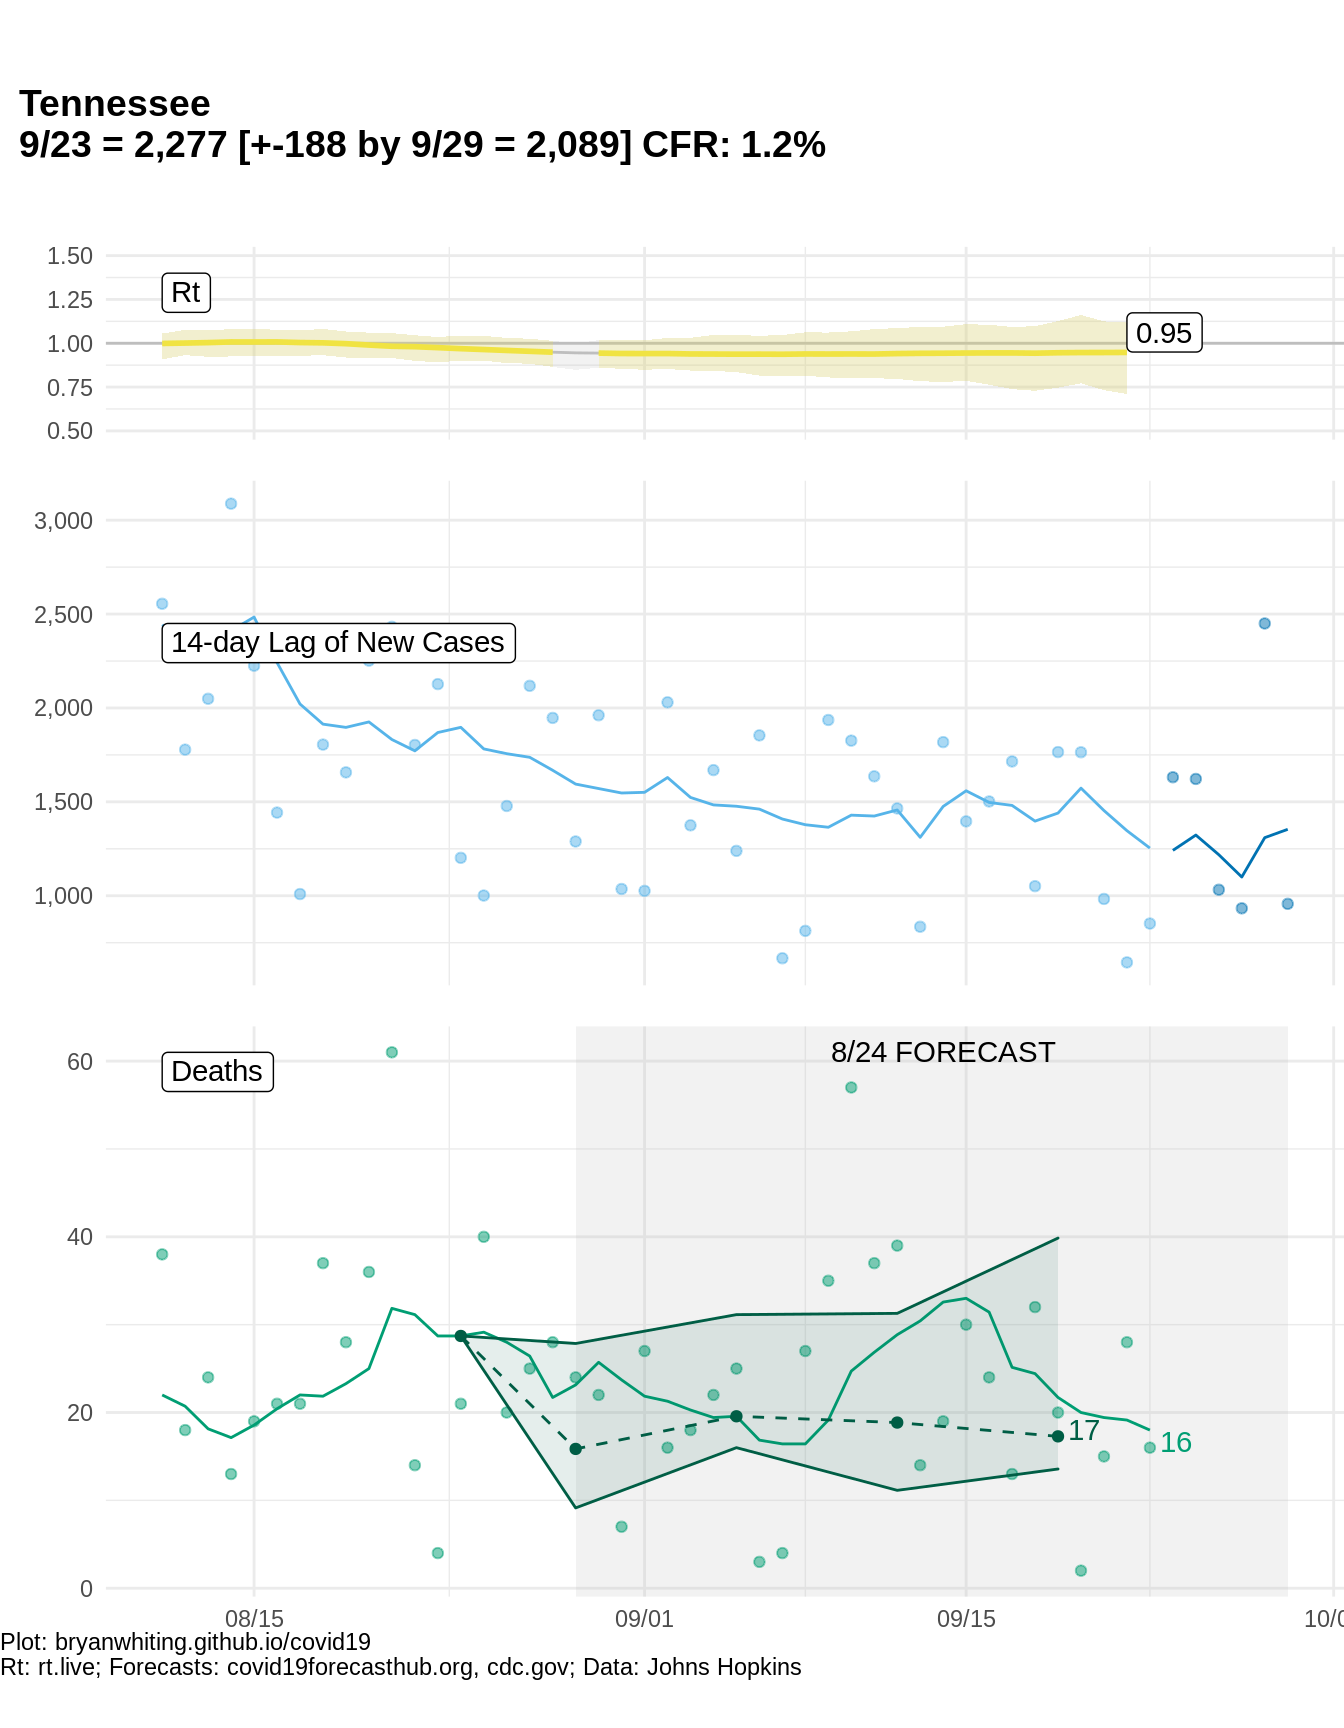 Tennessee
9/23 = 2,277 [+-188 by 9/29 = 2,089] CFR: 1.2%
1.50
Rt
1.25
0.95
1.00
0.75
0.50
3,000
2,500
14-day Lag of New Cases
2,000
1,500
1,000
8/24 FORECAST
60
Deaths
40
20
17
16
0
08/15
09/01
09/15
10/0
Plot: bryanwhiting.github.io/covid19
Rt: rt.live; Forecasts: covid19forecasthub.org, cdc.gov; Data: Johns Hopkins